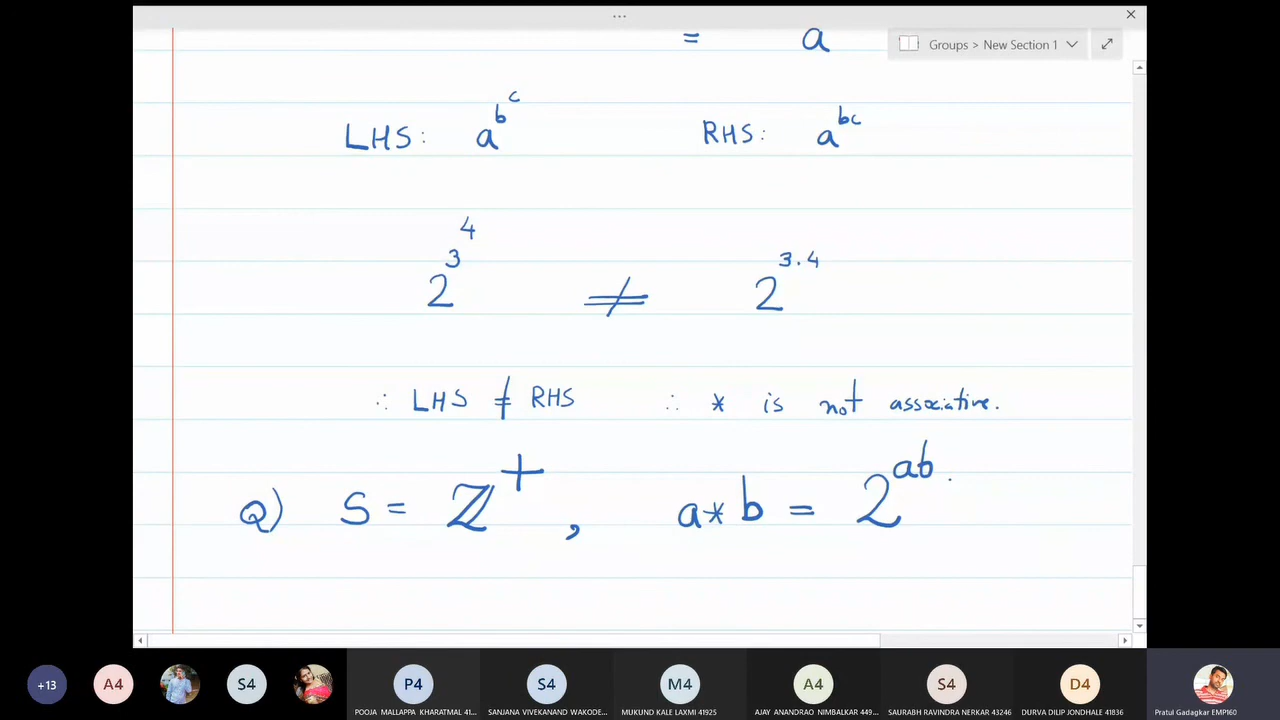 ...
×
= a
Groups > New Section 1
LHS: a^b^c RHS: a^bc
2^3^4 ≠ 2^3.4
∴ LHS ≠ RHS ∴ * is not associative.
Q) S = ℤ^+ , a*b = 2^ab.
+13 A4 S4 P4 S4 M4 A4 S4 D4
POOJA MALLAPPA KHARATMAL 41... SANJANA VIVEKANAND WAKODE... MUKUND KALE LAXMI 41925 AJAY ANANDRAO NIMBALKAR 449... SAURABH RAVINDRA NERKAR 43246 DURVA DILIP JONDHALE 41836 Pratul Gadagkar EMP160